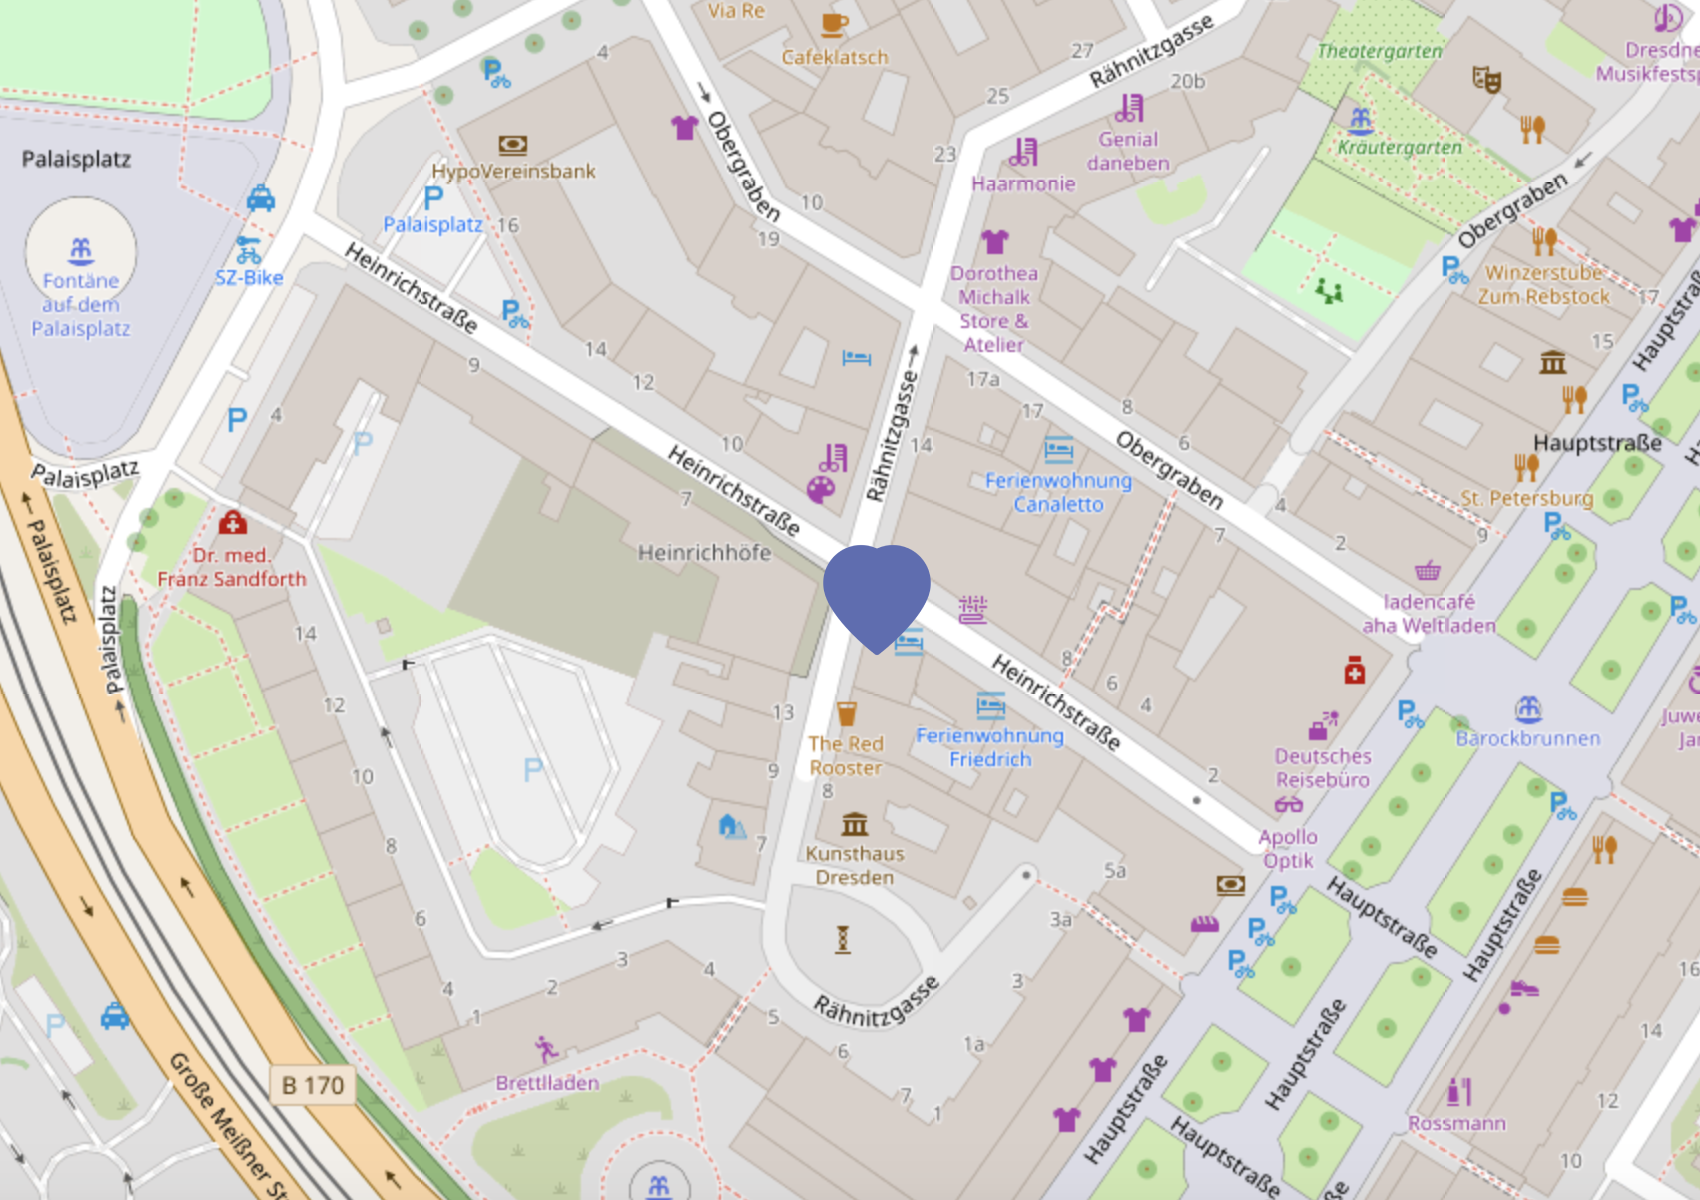 Via Re
Cafeklatsch
4
27
Rähnitzgasse
20b
25
Theatergarten
Dresdne
Musikfestsp
Obergraben
Genial
daneben
Kräutergarten
23
Haarmonie
Palaisplatz
HypoVereinsbank
P
Palaisplatz
16
10
19
Obergraben
Heinrichstraße
SZ-Bike
Fontäne
auf dem
Palaisplatz
Dorothea
Michalk
Store &
Atelier
Winzerstube
Zum Rebstock
17
Hauptstraße
15
9
14
12
17a
17
8
6
Rähnitzgasse
14
10
4
P
P
Obergraben
Hauptstraße
Heinrichstraße
Ferienwohnung
Canaletto
St. Petersburg
Palaisplatz
7
4
7
2
9
Heinrichhöfe
Palaisplatz
Dr. med.
Franz Sandforth
Palaisplatz
ladencafé
aha Weltladen
14
8
6
4
Heinrichstraße
12
13
The Red
Rooster
Ferienwohnung
Friedrich
Barockbrunnen
Juwe
Jan
Deutsches
Reisebüro
P
10
9
8
2
8
7
Kunsthaus
Dresden
Apollo
Optik
5a
3a
Hauptstraße
Hauptstraße
6
3
4
2
4
1
5
3
Rähnitzgasse
6
1a
7
1
P
Brettlladen
B 170
Große Meißner St
Hauptstraße
Hauptstraße
Hauptstraße
16
14
12
10
Rossmann